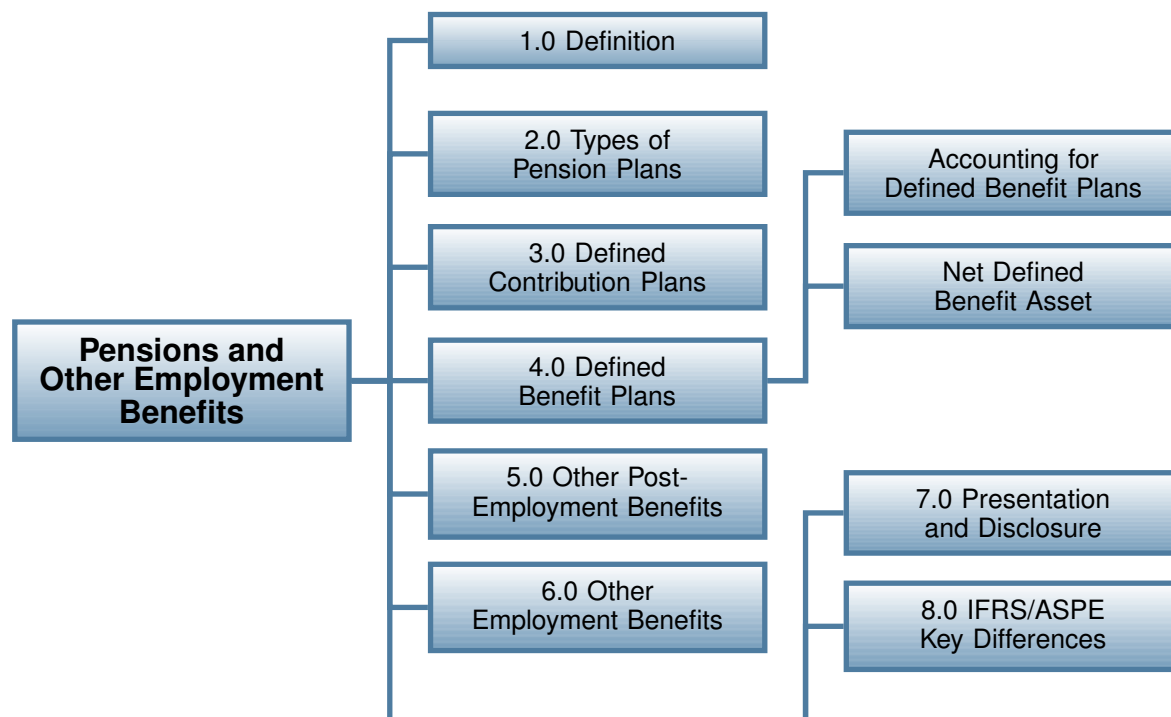 1.0 Definition
2.0 Types of
Pension Plans
3.0 Defined
Contribution Plans
Pensions and
Other Employment
Benefits
4.0 Defined
Benefit Plans
5.0 Other Post-
Employment Benefits
6.0 Other
Employment Benefits
Accounting for
Defined Benefit Plans
Net Defined
Benefit Asset
7.0 Presentation
and Disclosure
8.0 IFRS/ASPE
Key Differences